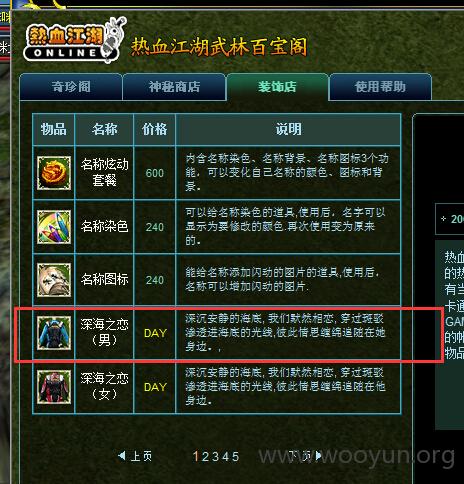 热血江湖
ONLINE
热血江湖武林百宝阁
奇珍阁 神秘商店 装饰店 使用帮助
物品 名称 价格 说明
名称炫动
套餐
600
内含名称染色、名称背景、名称图标3个功
能，可以变化自己名称的颜色、图标和背
景。
名称染色
240
可以给名称染色的道具,使用后，名字可以
显示为要修改的颜色.再次使用变为原来
的。
名称图标
240
能给名称添加闪动的图片的道具,使用后，
名称可以增加闪动的图片.
深海之恋
（男）
DAY
深沉安静的海底, 我们默然相恋, 穿过斑驳
渗透进海底的光线,彼此情思缠绵追随在她
身边。,
深海之恋
（女）
DAY
深沉安静的海底, 我们默然相恋, 穿过斑驳
渗透进海底的光线,彼此情思缠绵追随在他
身边。
上页 1 2 3 4 5 下页
200
热血
的热
有当
卡通
GAM
的帐
物品
www.wooyun.org